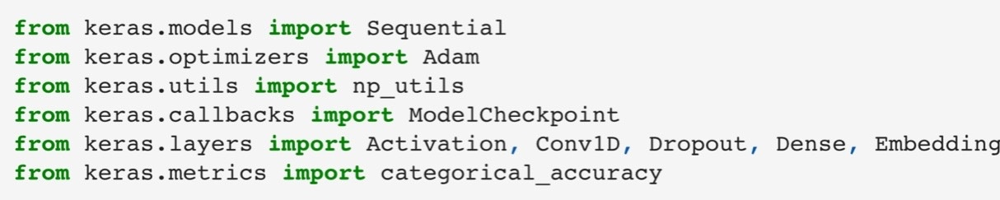 from keras.models import Sequential
from keras.optimizers import Adam
from keras.utils import np_utils
from keras.callbacks import ModelCheckpoint
from keras.layers import Activation, Conv1D, Dropout, Dense, Embedding
from keras.metrics import categorical_accuracy